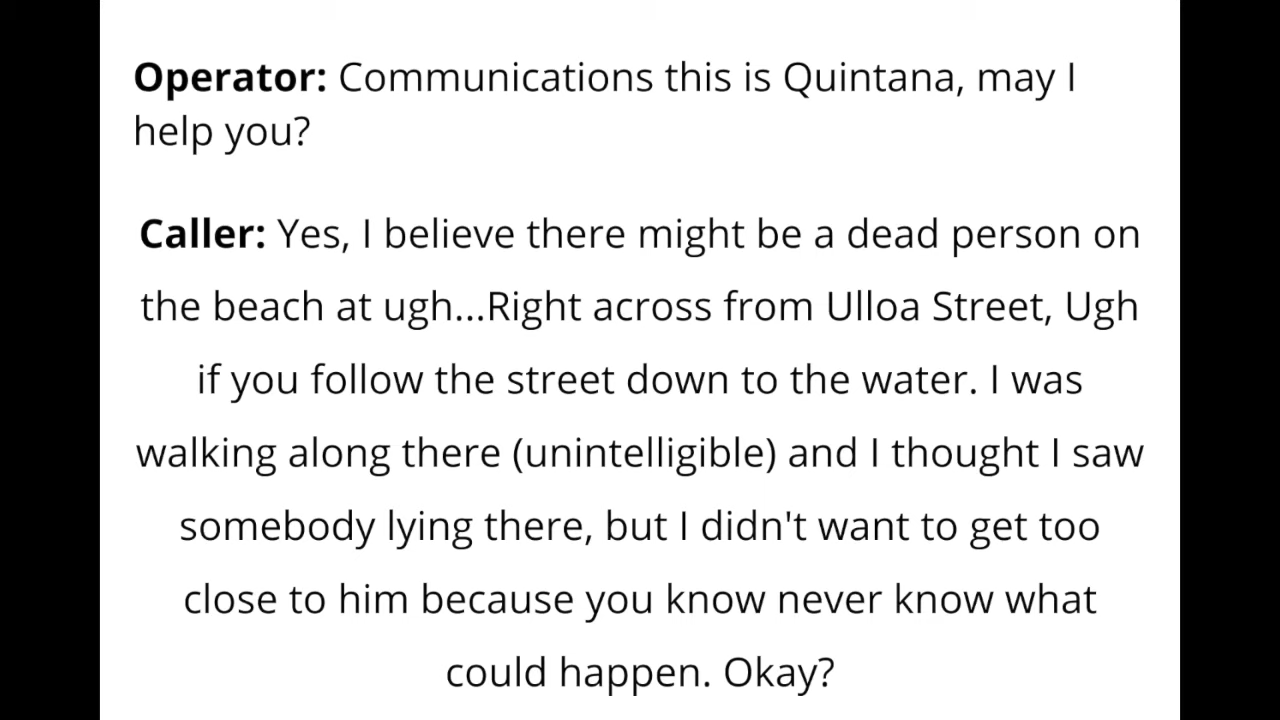 Operator: Communications this is Quintana, may I
help you?
Caller: Yes, I believe there might be a dead person on
the beach at ugh...Right across from Ulloa Street, Ugh
if you follow the street down to the water. I was
walking along there (unintelligible) and I thought I saw
somebody lying there, but I didn't want to get too
close to him because you know never know what
could happen. Okay?